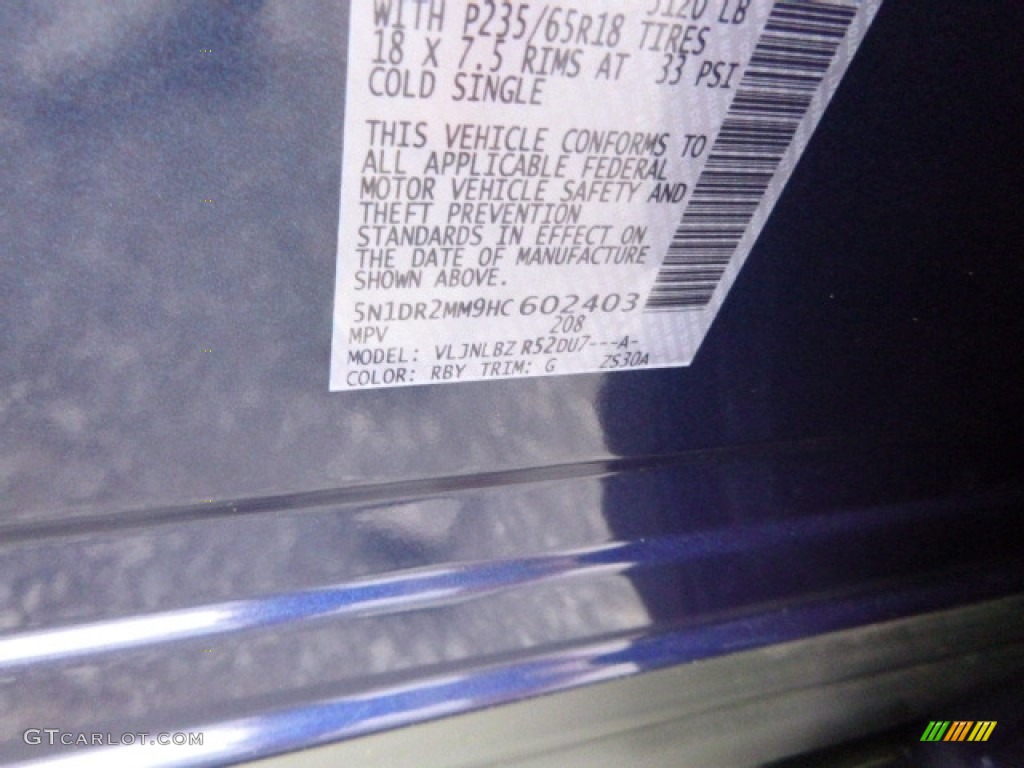 5120 LB
WITH P235/65R18 TIRES
18 X 7.5 RIMS AT 33 PSI
COLD SINGLE
THIS VEHICLE CONFORMS TO
ALL APPLICABLE FEDERAL
MOTOR VEHICLE SAFETY AND
THEFT PREVENTION
STANDARDS IN EFFECT ON
THE DATE OF MANUFACTURE
SHOWN ABOVE.
5N1DR2MM9HC602403
MPV 208
MODEL: VLJNLBZ R52DU7---A-
COLOR: RBY TRIM: G ZS30A
GTCARLOT.COM